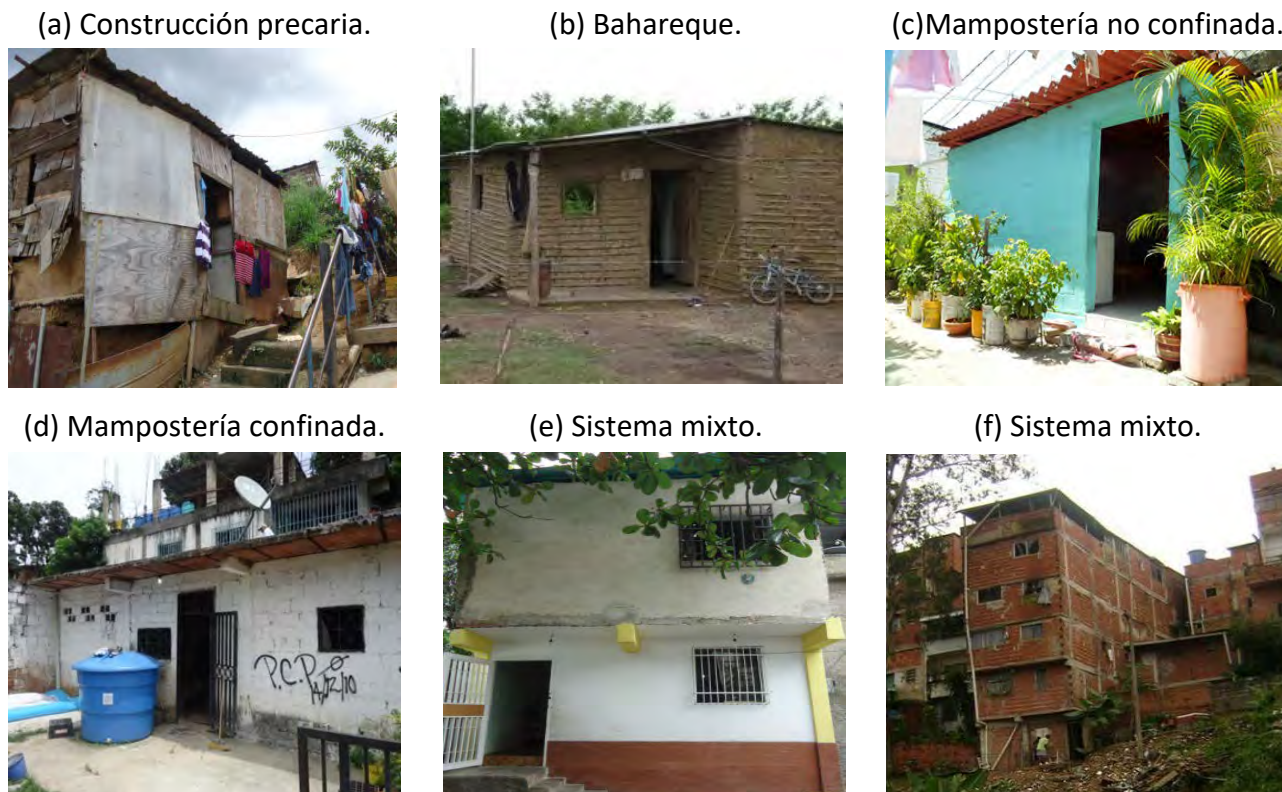 (a) Construcción precaria.
(b) Bahareque.
(c)Mampostería no confinada.
(d) Mampostería confinada.
(e) Sistema mixto.
(f) Sistema mixto.
P.C.P.